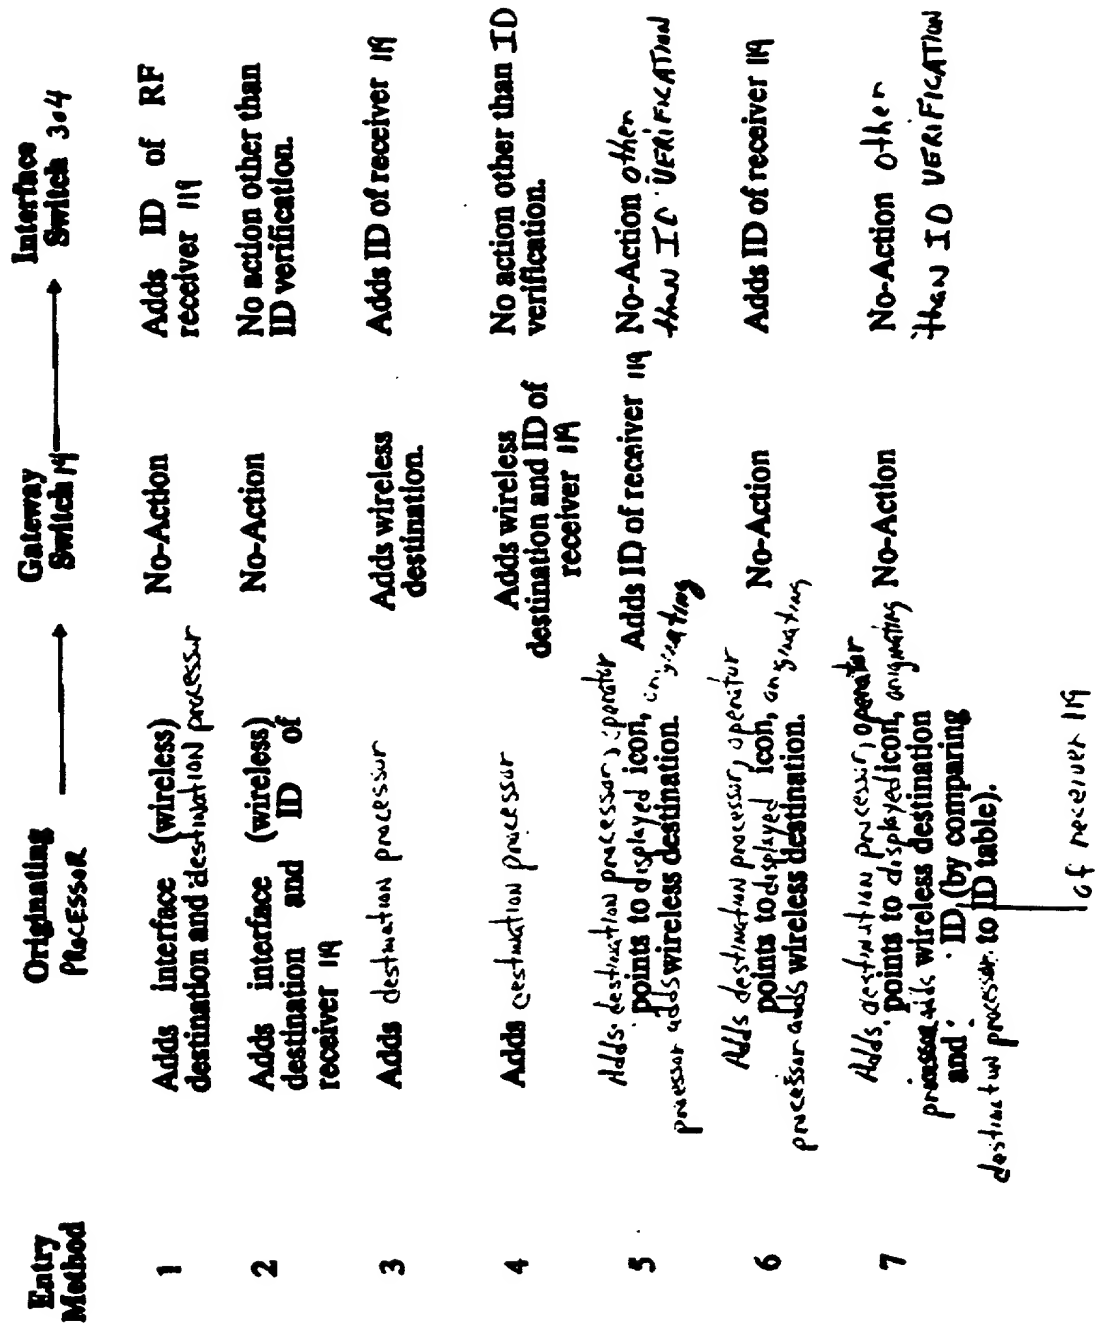 Entry
Method
Originating
PROCESSOR
Gateway
Switch 14
Interface
Switch 304
1
Adds interface (wireless)
destination and destination processor
No-Action
Adds ID of RF
receiver 119
2
Adds interface (wireless)
destination and ID of
receiver 119
No-Action
No action other than
ID verification.
3
Adds destination processor
Adds wireless
destination.
Adds ID of receiver 119
4
Adds destination processor
Adds wireless
destination and ID of
receiver 119
No action other than ID
verification.
5
Adds destination processor, operator
points to displayed icon, originating
processor adds wireless destination.
Adds ID of receiver 119
No-Action other
than ID VERIFICATION
6
Adds destination processor, operator
points to displayed icon, originating
processor adds wireless destination.
No-Action
Adds ID of receiver 119
7
Adds destination processor, operator
points to displayed icon, originating
processor adds wireless destination
and ID (by comparing
destination processor to ID table).
of receiver 119
No-Action
No-Action other
than ID VERIFICATION